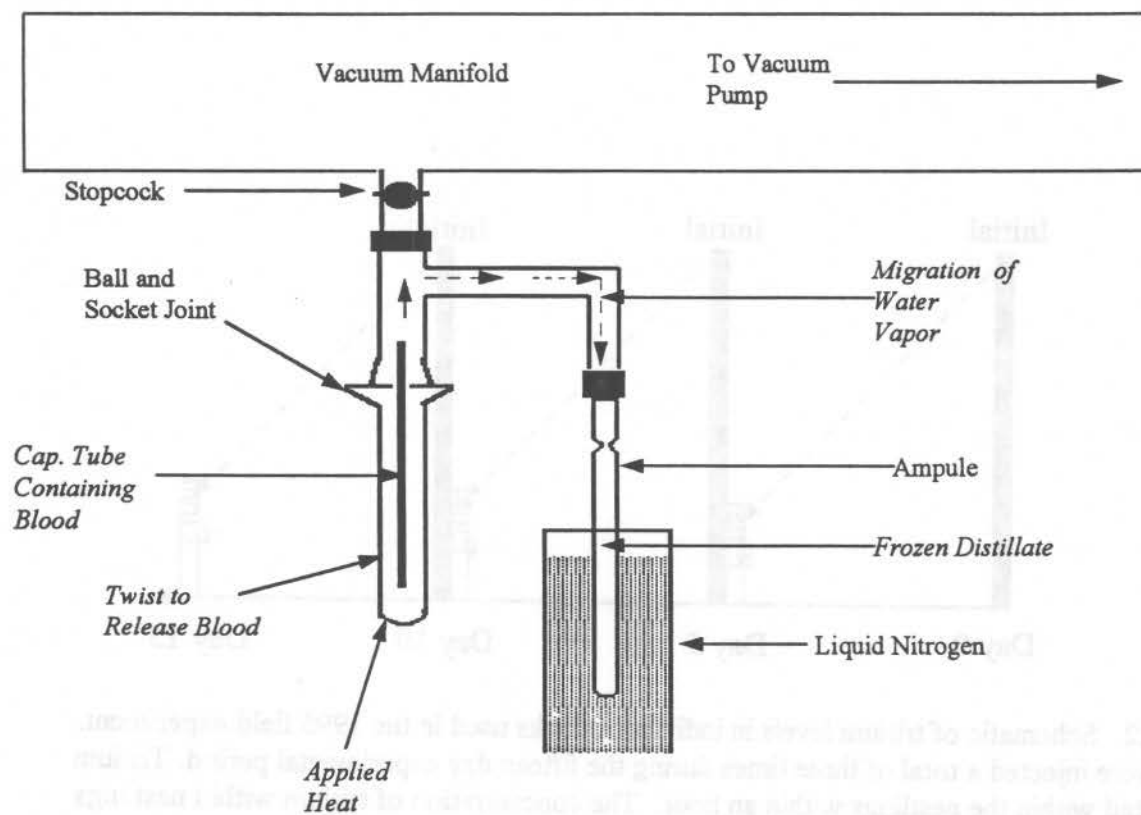 Vacuum Manifold
To Vacuum
Pump
Stopcock
Ball and
Socket Joint
Migration of
Water
Vapor
Cap. Tube
Containing
Blood
Ampule
Frozen Distillate
Twist to
Release Blood
Liquid Nitrogen
Applied
Heat